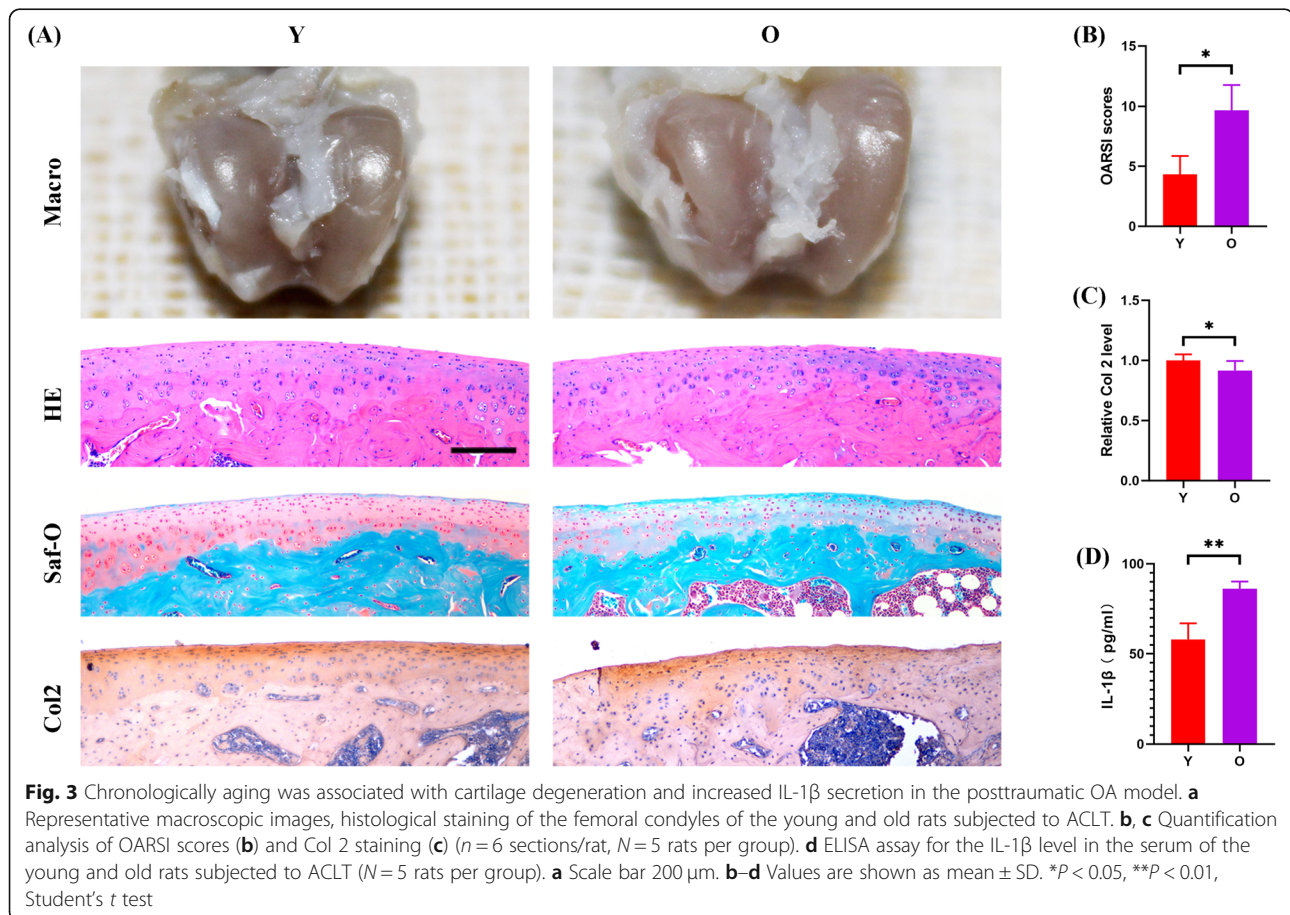 (A)
Y
O
Macro
HE
Saf-O
Col2
(B)
OARSI scores
15
10
5
0
*
Y
O
(C)
Relative Col 2 level
1.5
1.0
0.5
0.0
*
Y
O
(D)
IL-1β ( pg/ml)
100
50
0
**
Y
O
Fig. 3 Chronologically aging was associated with cartilage degeneration and increased IL-1β secretion in the posttraumatic OA model. a
Representative macroscopic images, histological staining of the femoral condyles of the young and old rats subjected to ACLT. b, c Quantification
analysis of OARSI scores (b) and Col 2 staining (c) (n = 6 sections/rat, N = 5 rats per group). d ELISA assay for the IL-1β level in the serum of the
young and old rats subjected to ACLT (N = 5 rats per group). a Scale bar 200 μm. b–d Values are shown as mean ± SD. *P < 0.05, **P < 0.01,
Student's t test